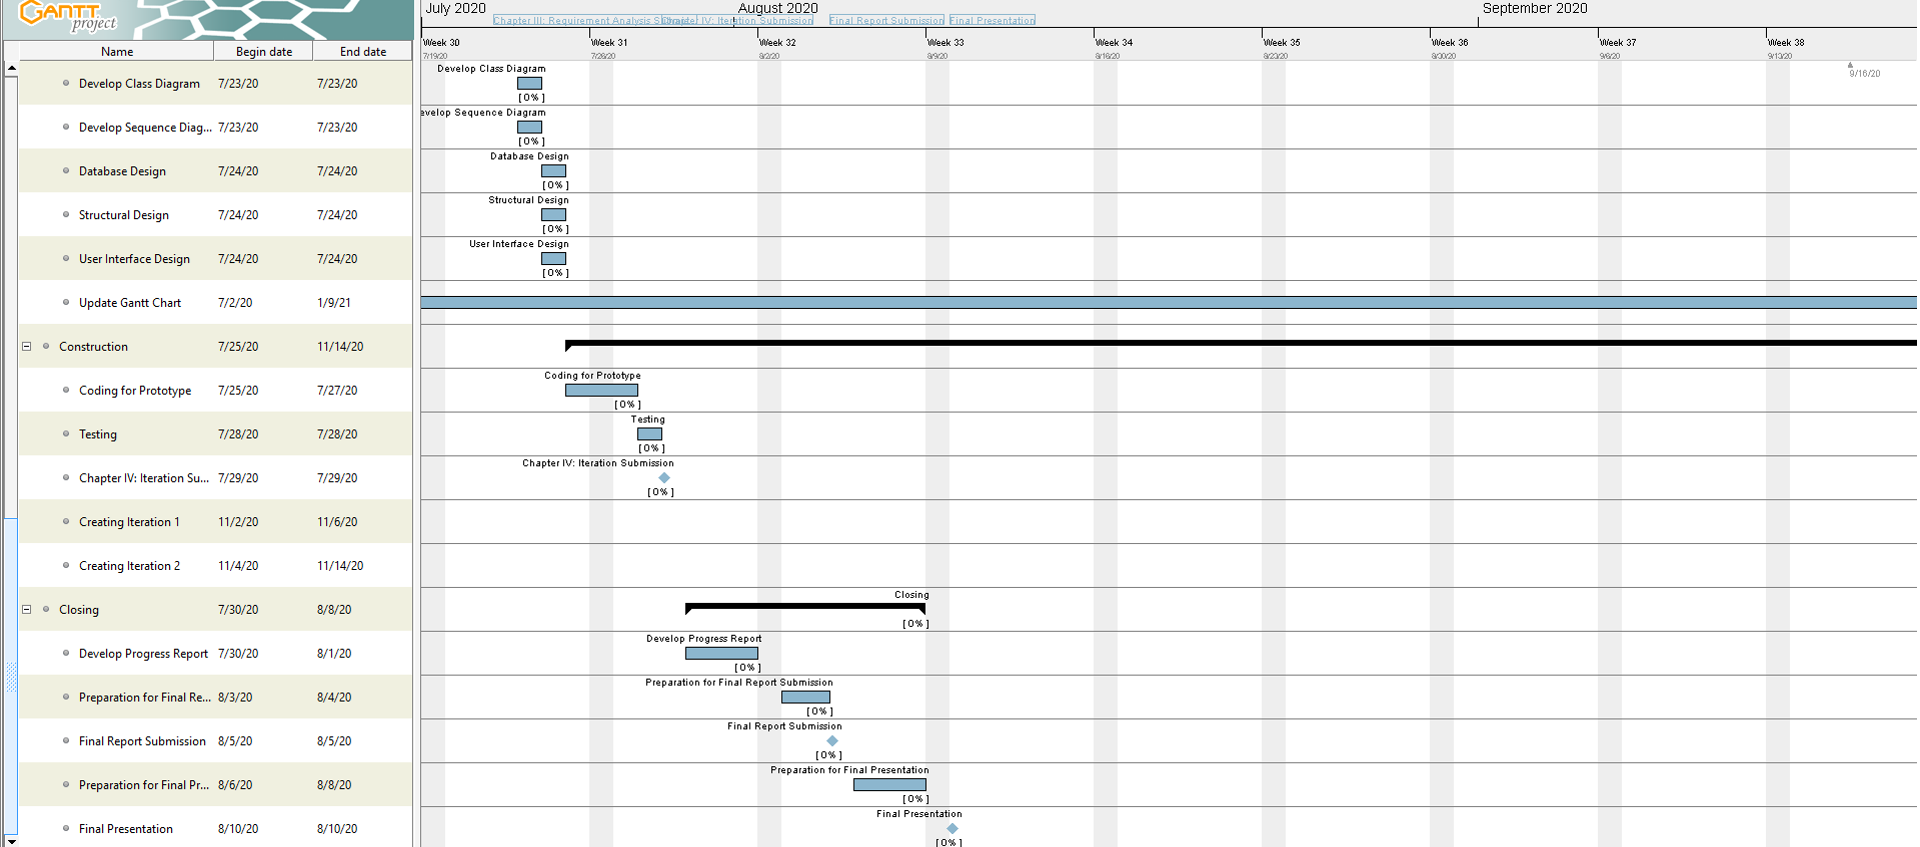 GANTT
project
July 2020
August 2020
September 2020
Chapter III: Requirement Analysis
Chapter IV: Iteration Submission
Final Report Submission
Final Presentation
Name Begin date End date
Week 30 Week 31 Week 32 Week 33 Week 34 Week 35 Week 36 Week 37 Week 38
7/19/20 7/26/20 8/2/20 8/9/20 8/16/20 8/23/20 8/30/20 9/6/20 9/13/20
9/16/20
Develop Class Diagram 7/23/20 7/23/20
Develop Class Diagram
[0%]
Develop Sequence Diag... 7/23/20 7/23/20
evelop Sequence Diagram
[0%]
Database Design 7/24/20 7/24/20
Database Design
[0%]
Structural Design 7/24/20 7/24/20
Structural Design
[0%]
User Interface Design 7/24/20 7/24/20
User Interface Design
[0%]
Update Gantt Chart 7/2/20 1/9/21
Construction 7/25/20 11/14/20
Coding for Prototype 7/25/20 7/27/20
Coding for Prototype
[0%]
Testing 7/28/20 7/28/20
Testing
[0%]
Chapter IV: Iteration Su... 7/29/20 7/29/20
Chapter IV: Iteration Submission
[0%]
Creating Iteration 1 11/2/20 11/6/20
Creating Iteration 2 11/4/20 11/14/20
Closing 7/30/20 8/8/20
Closing
[0%]
Develop Progress Report 7/30/20 8/1/20
Develop Progress Report
[0%]
Preparation for Final Re... 8/3/20 8/4/20
Preparation for Final Report Submission
[0%]
Final Report Submission 8/5/20 8/5/20
Final Report Submission
[0%]
Preparation for Final Pr... 8/6/20 8/8/20
Preparation for Final Presentation
[0%]
Final Presentation 8/10/20 8/10/20
Final Presentation
[0%]